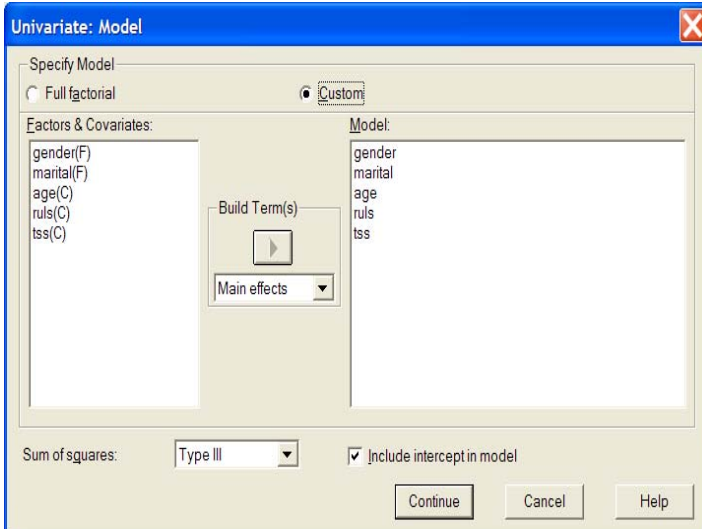 Univariate: Model
Specify Model
Full factorial
Custom
Factors & Covariates:
gender(F)
marital(F)
age(C)
ruls(C)
tss(C)
Build Term(s)
Main effects
Model:
gender
marital
age
ruls
tss
Sum of squares:
Type III
Include intercept in model
Continue
Cancel
Help